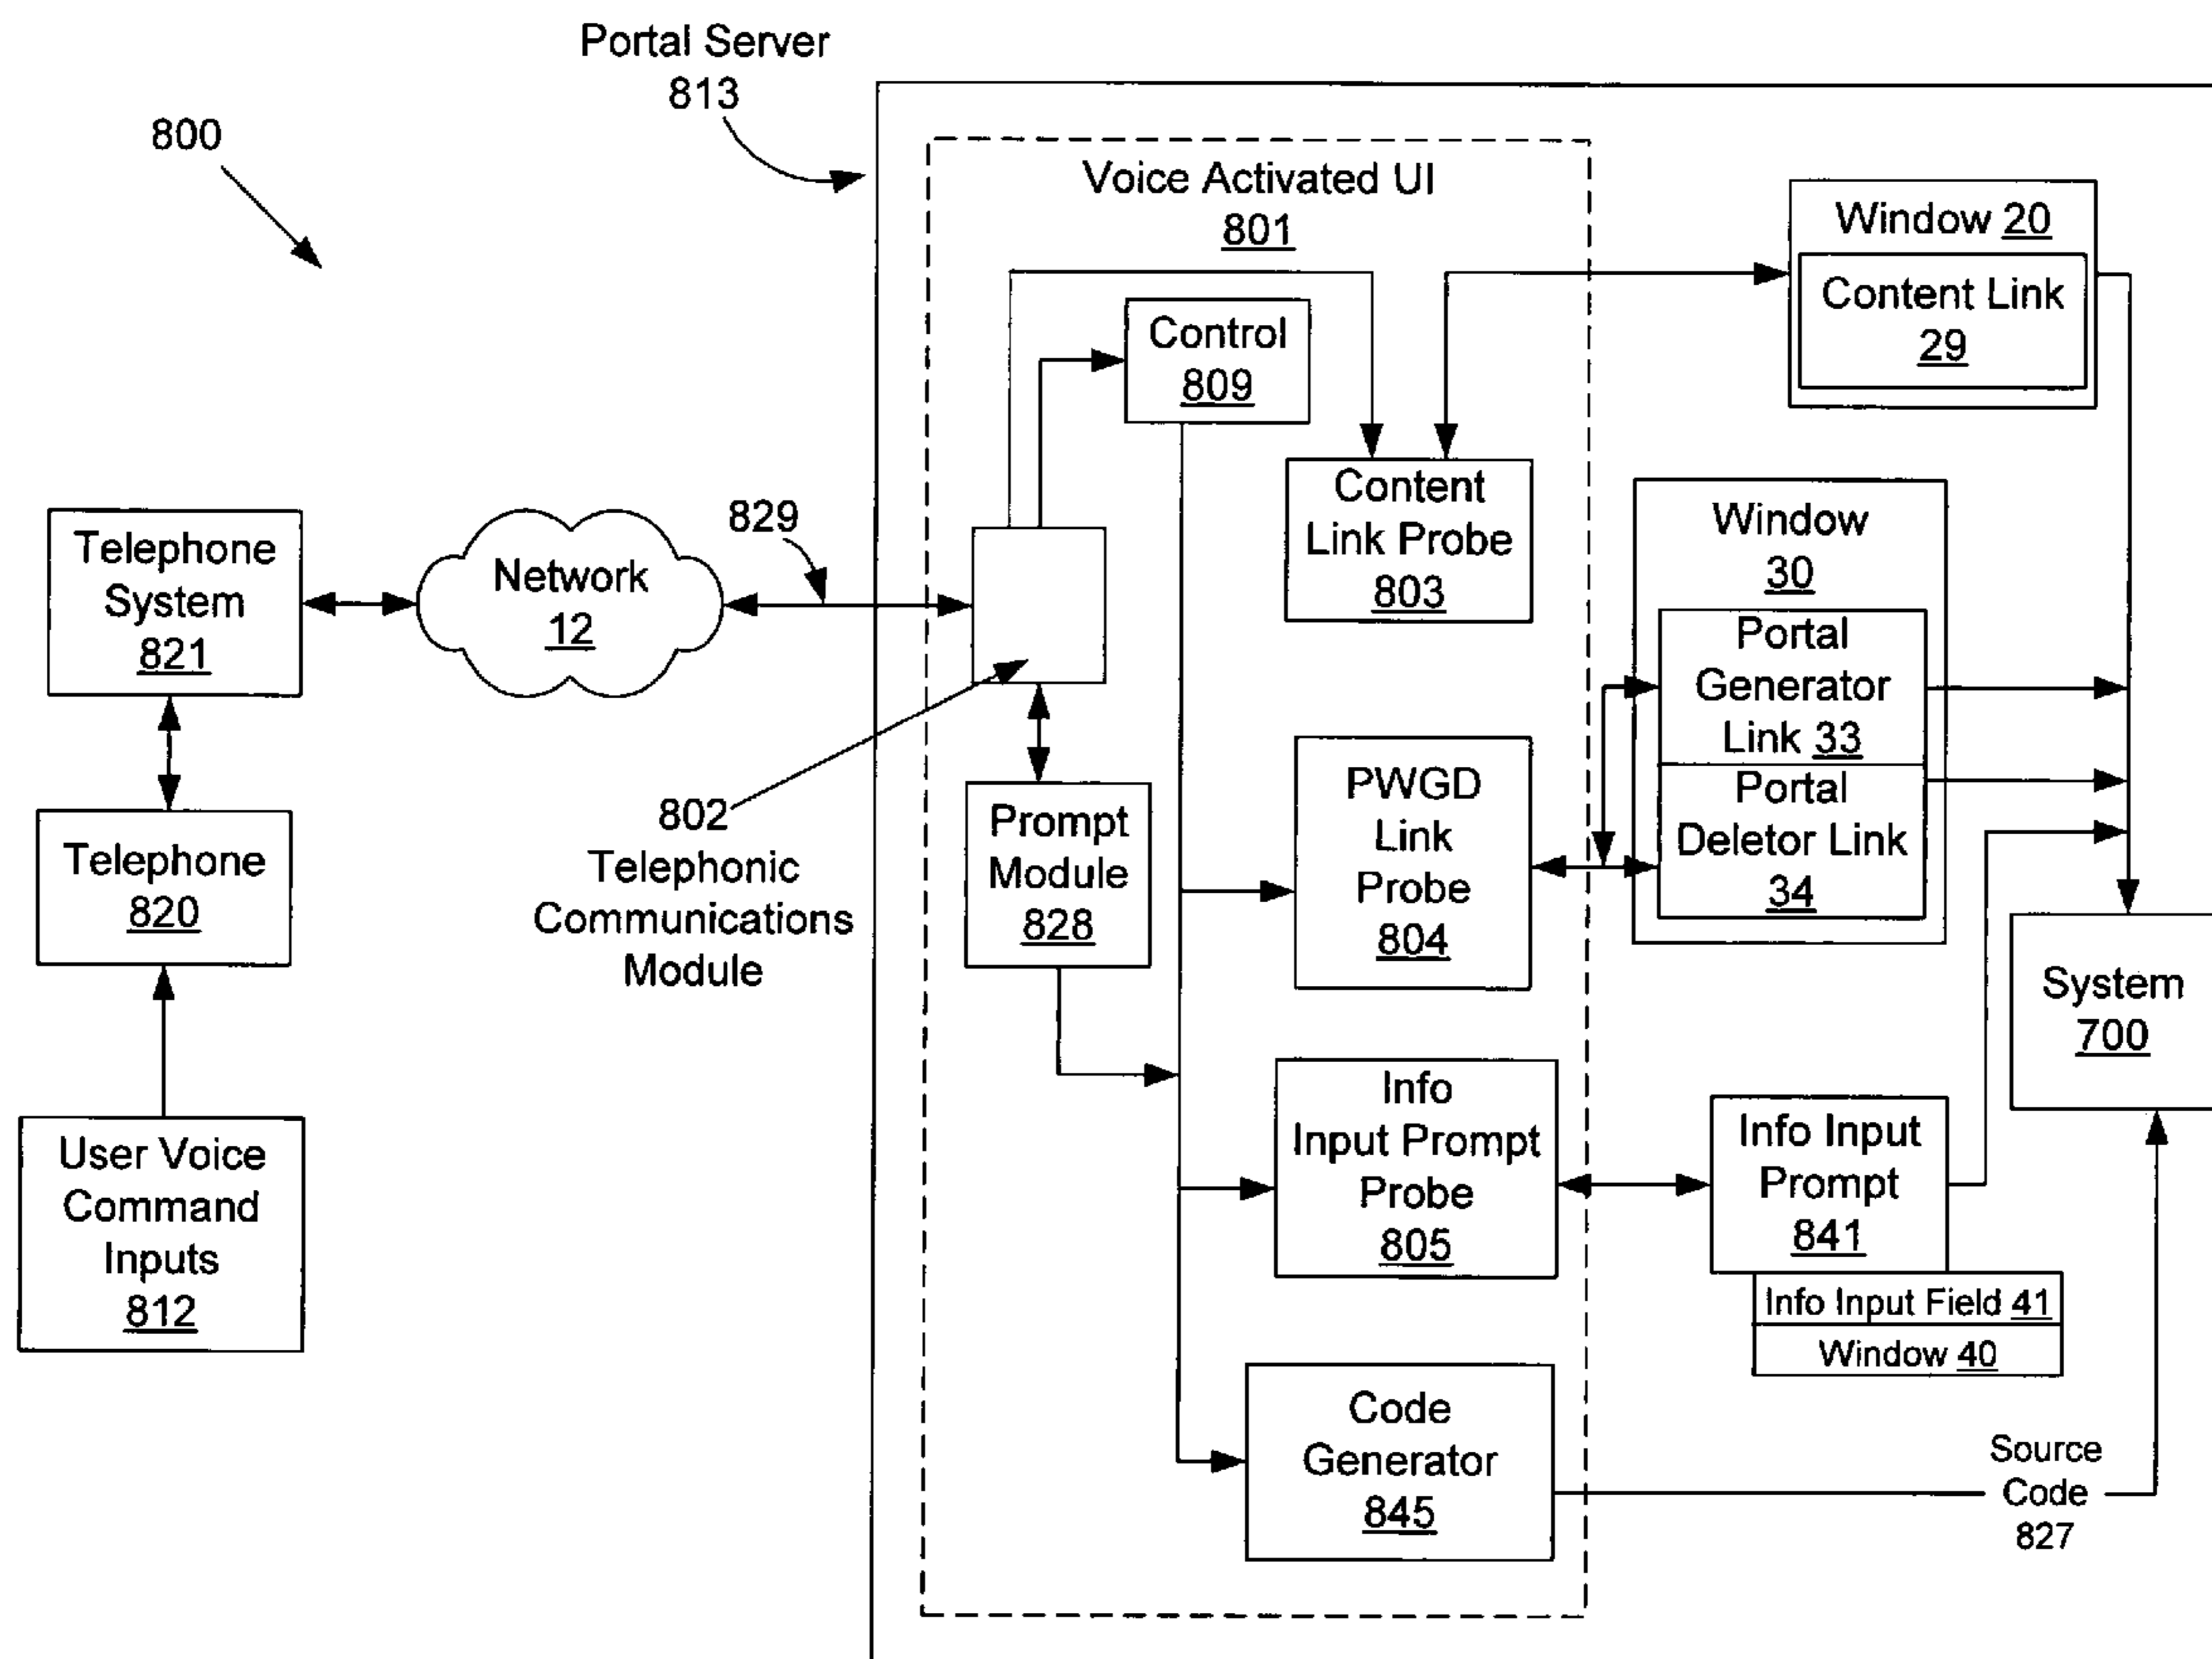 Portal Server
813
800
Voice Activated UI
801
Window 20
Content Link
29
Control
809
Content
Link Probe
803
Telephone
System
821
Network
12
829
Window
30
Portal
Generator
Link 33
Portal
Deletor Link
34
802
Telephonic
Communications
Module
Prompt
Module
828
PWGD
Link
Probe
804
Telephone
820
System
700
User Voice
Command
Inputs
812
Info
Input Prompt
Probe
805
Info Input
Prompt
841
Info Input Field 41
Window 40
Code
Generator
845
Source
Code
827